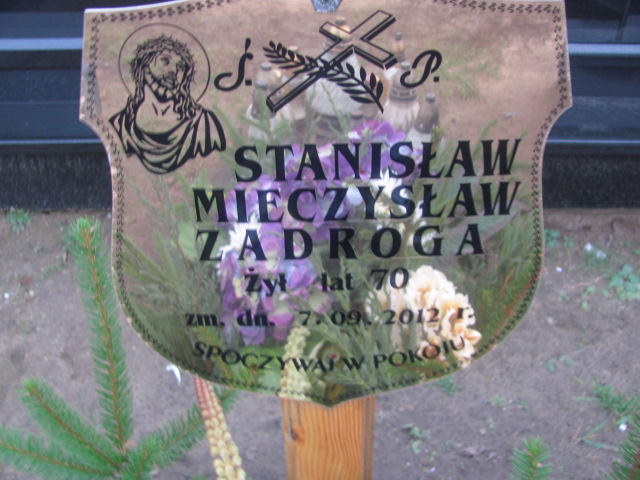 Ś. P.
STANISŁAW
MIECZYSŁAW
ZADROGA
Żył lat 70
zm. dn. 7.09.2012 r.
SPOCZYWAJ W POKOJU